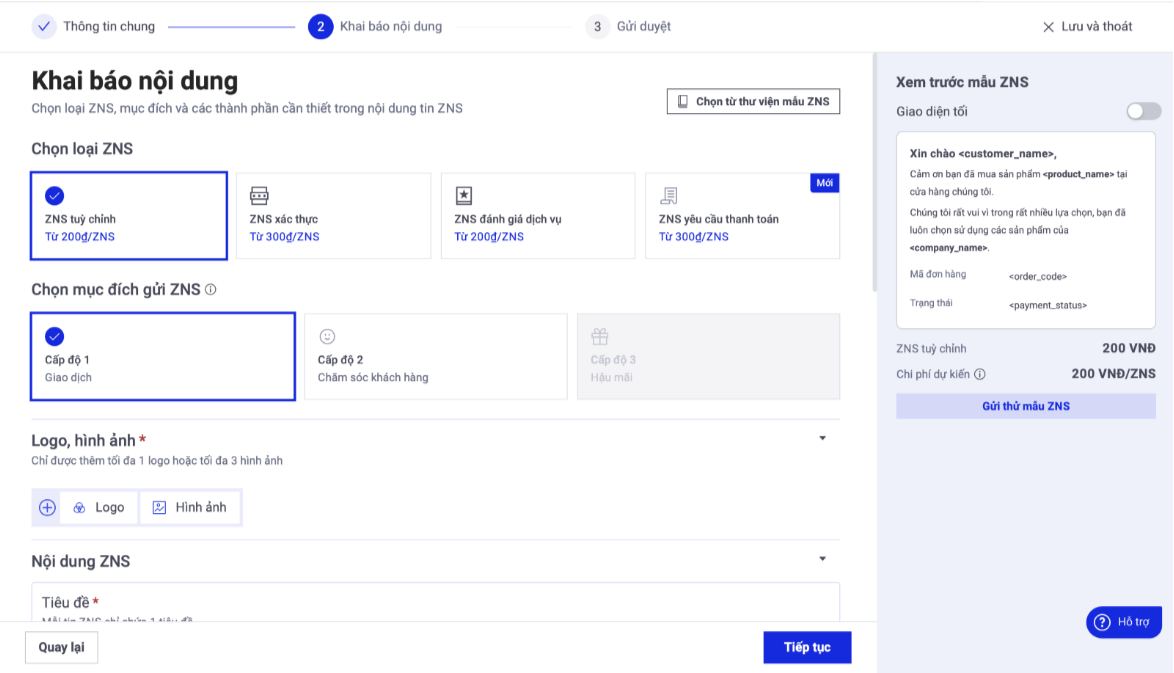 Thông tin chung
2 Khai báo nội dung
3 Gửi duyệt
Lưu và thoát
Khai báo nội dung
Chọn loại ZNS, mục đích và các thành phần cần thiết trong nội dung tin ZNS
Chọn từ thư viện mẫu ZNS
Chọn loại ZNS
ZNS tuỳ chỉnh
Từ 200₫/ZNS
ZNS xác thực
Từ 300₫/ZNS
ZNS đánh giá dịch vụ
Từ 200₫/ZNS
Mới
ZNS yêu cầu thanh toán
Từ 300₫/ZNS
Chọn mục đích gửi ZNS
Cấp độ 1
Giao dịch
Cấp độ 2
Chăm sóc khách hàng
Cấp độ 3
Hậu mãi
Logo, hình ảnh *
Chỉ được thêm tối đa 1 logo hoặc tối đa 3 hình ảnh
Logo
Hình ảnh
Nội dung ZNS
Tiêu đề *
Mỗi tin ZNS chỉ chứa 1 tiêu đề
Quay lại
Tiếp tục
Xem trước mẫu ZNS
Giao diện tối
Xin chào <customer_name>,
Cảm ơn bạn đã mua sản phẩm <product_name> tại
cửa hàng chúng tôi.
Chúng tôi rất vui vì trong rất nhiều lựa chọn, bạn đã
luôn chọn sử dụng các sản phẩm của
<company_name>.
Mã đơn hàng <order_code>
Trạng thái <payment_status>
ZNS tuỳ chỉnh 200 VNĐ
Chi phí dự kiến 200 VNĐ/ZNS
Gửi thử mẫu ZNS
Hỗ trợ